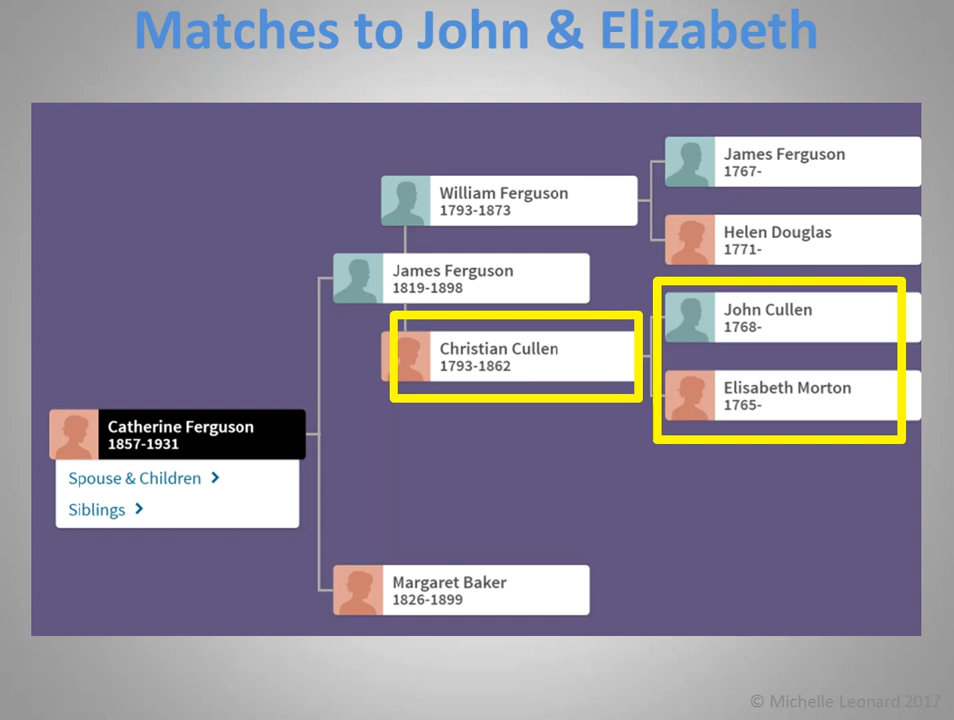 Matches to John & Elizabeth
James Ferguson
1767-
William Ferguson
1793-1873
Helen Douglas
1771-
James Ferguson
1819-1898
John Cullen
1768-
Christian Cullen
1793-1862
Elisabeth Morton
1765-
Catherine Ferguson
1857-1931
Spouse & Children
Siblings
Margaret Baker
1826-1899
© Michelle Leonard 2017